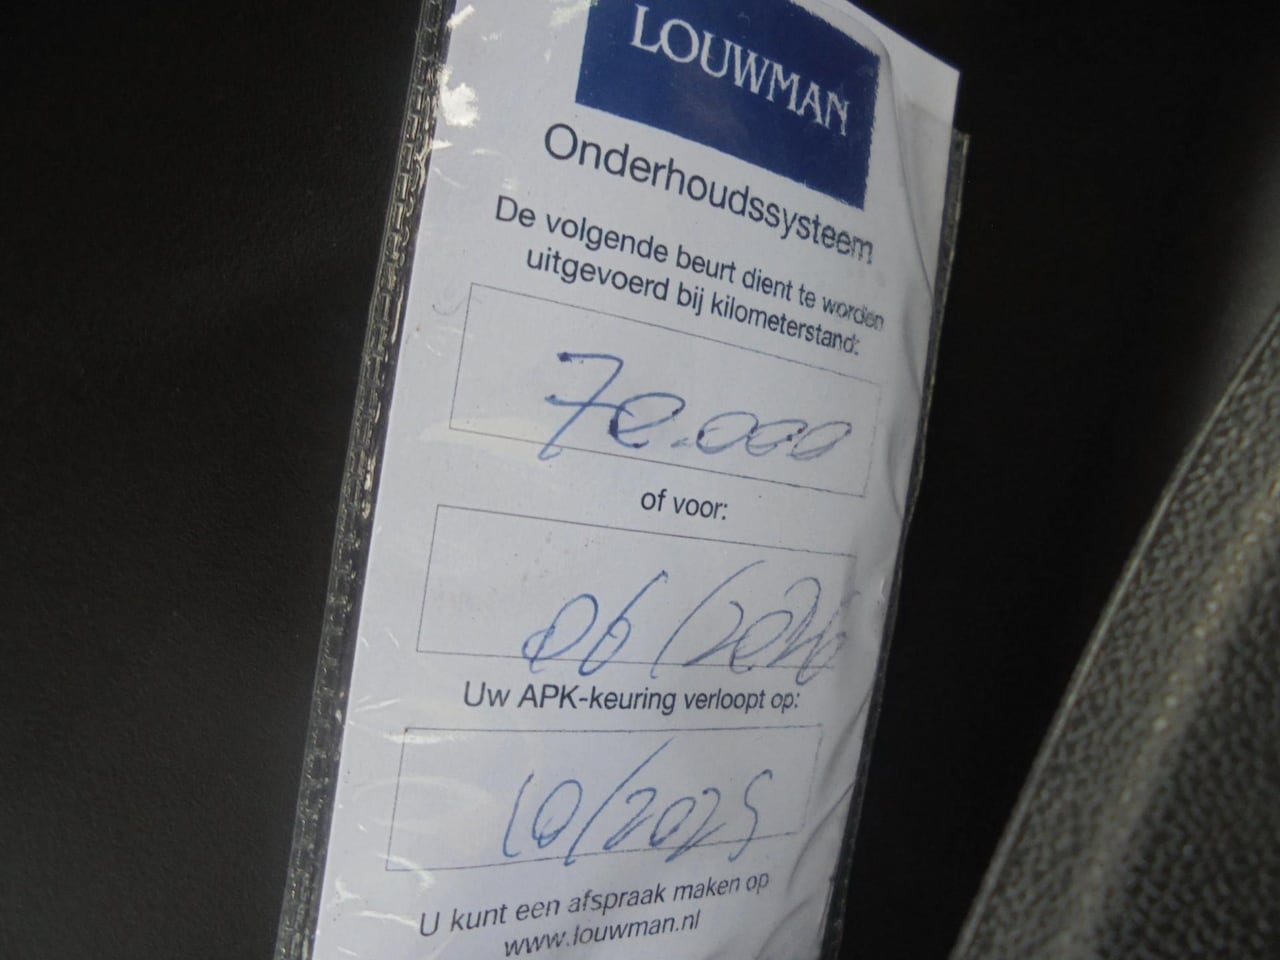 LOUWMAN
Onderhoudssysteem
De volgende beurt dient te worden
uitgevoerd bij kilometerstand:
70.000
of voor:
06/2026
Uw APK-keuring verloopt op:
10/2025
U kunt een afspraak maken op
www.louwman.nl